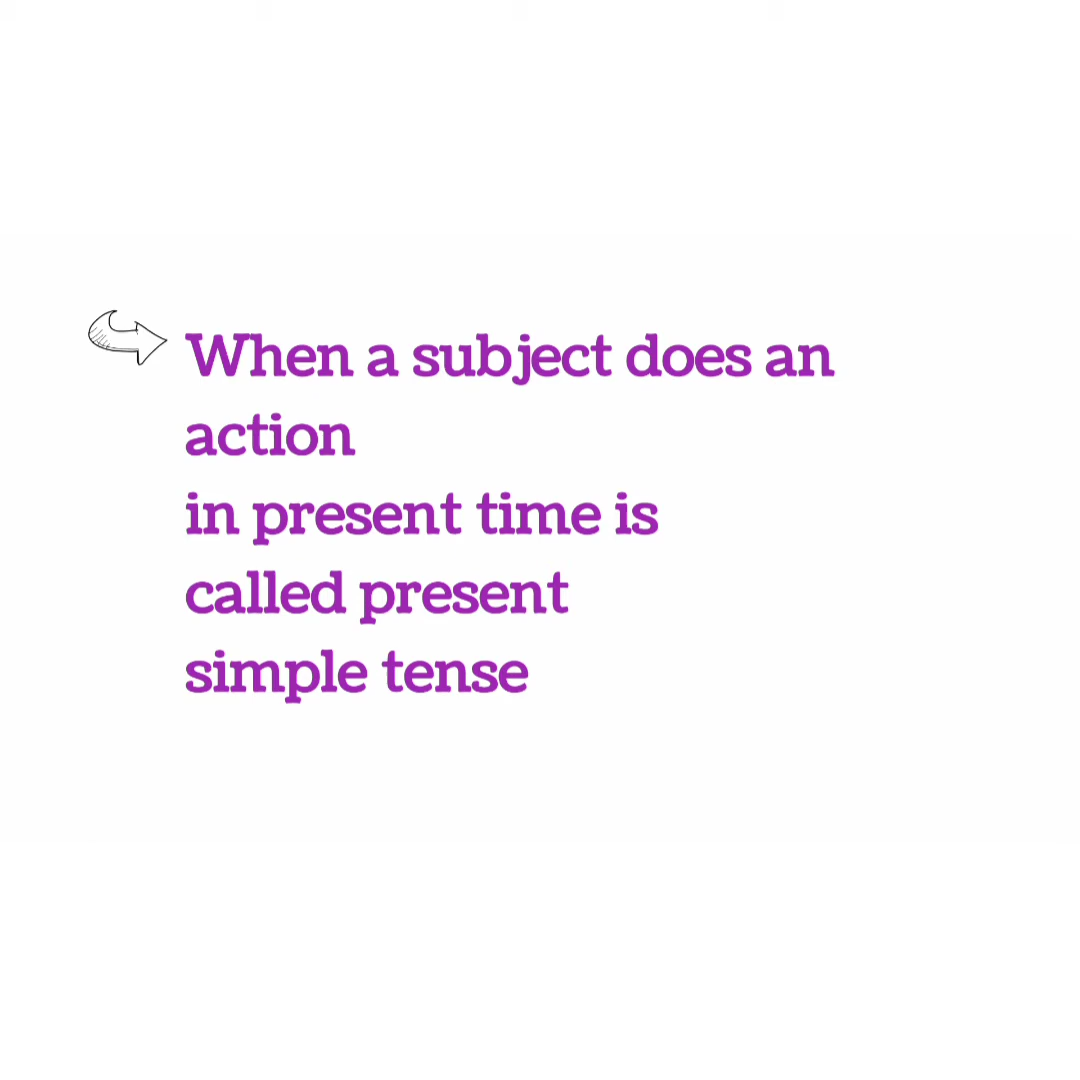 When a subject does an
action
in present time is
called present
simple tense